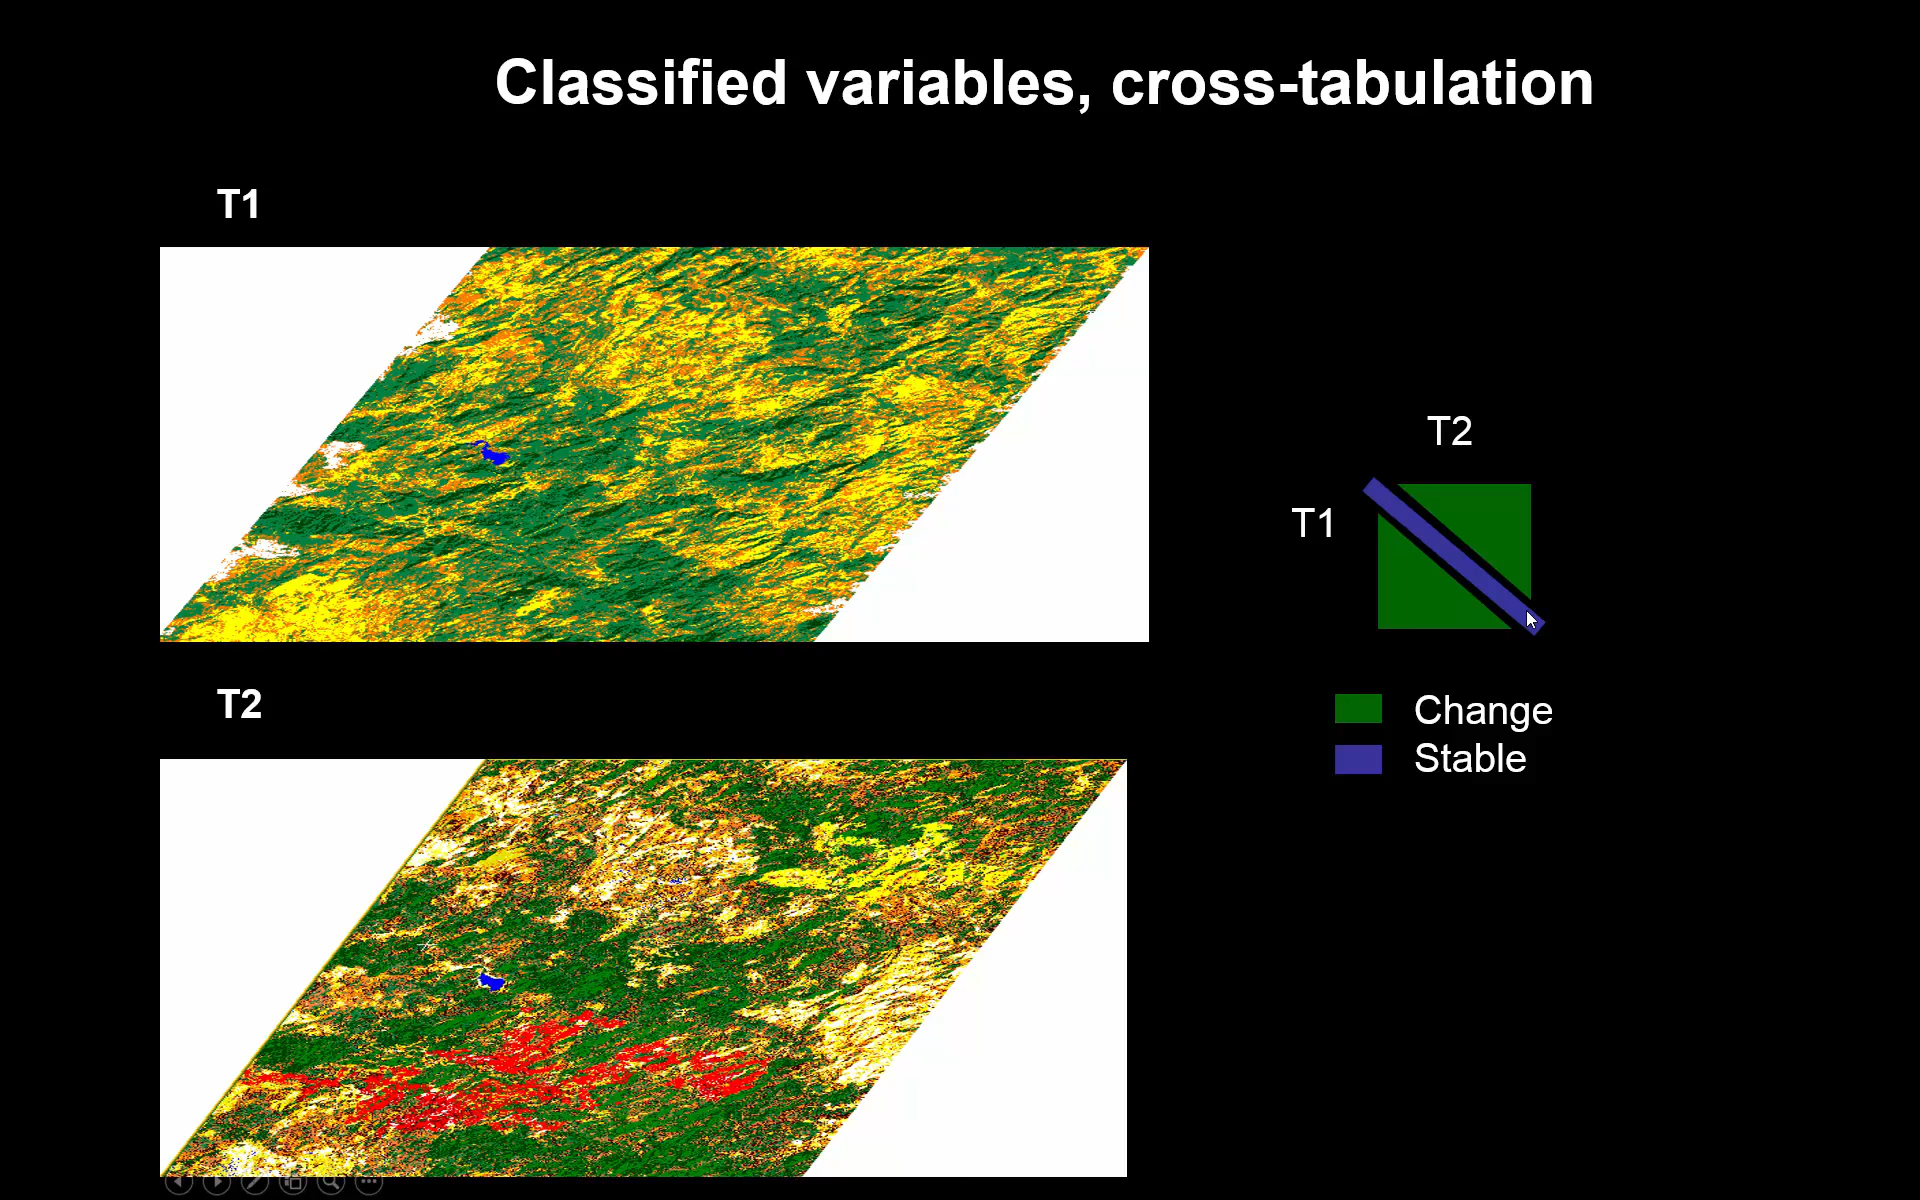 Classified variables, cross-tabulation
T1
T2
T1
T2
Change
Stable